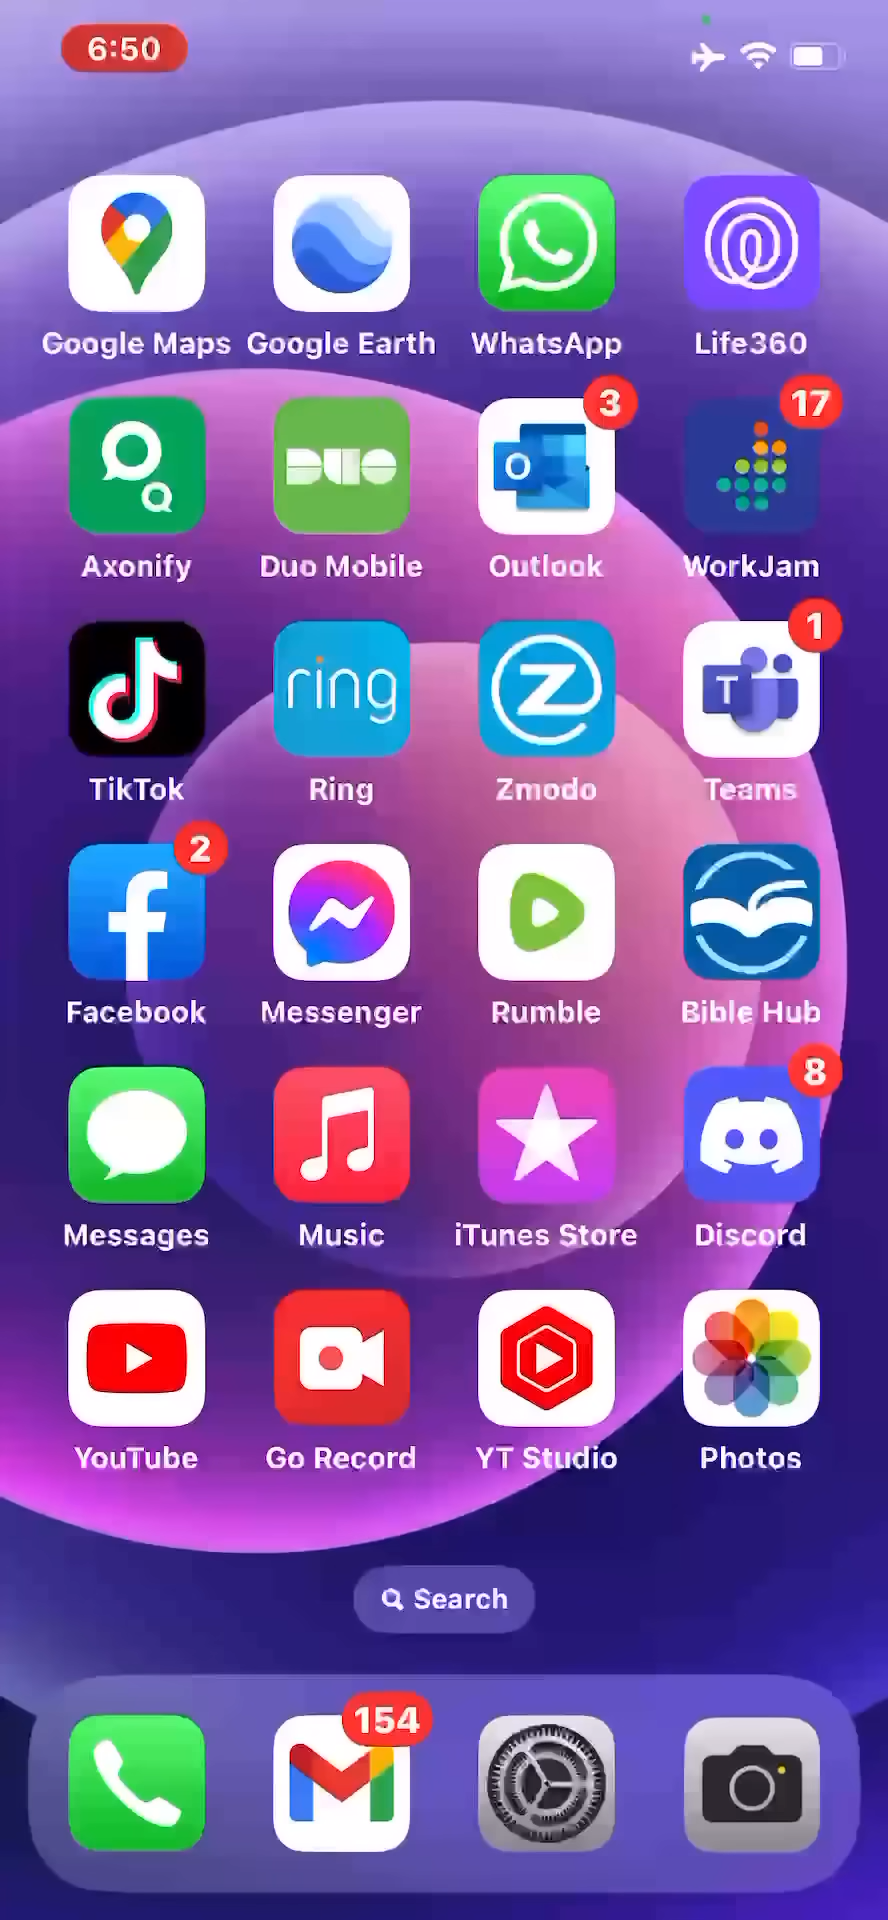 6:50
Google Maps Google Earth WhatsApp Life360
3 17
Axonify Duo Mobile Outlook WorkJam
ring
1
TikTok Ring Zmodo Teams
2
Facebook Messenger Rumble Bible Hub
8
Messages Music iTunes Store Discord
YouTube Go Record YT Studio Photos
Search
154